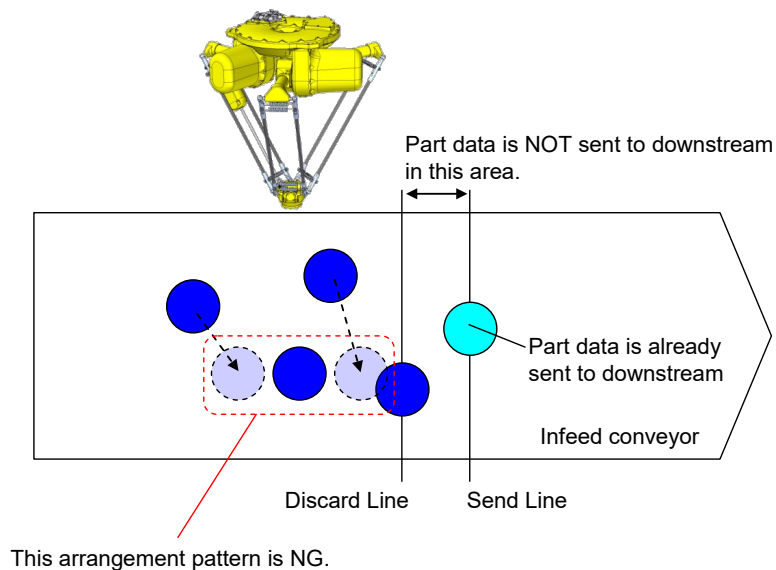 Part data is NOT sent to downstream
in this area.
Part data is already
sent to downstream
Infeed conveyor
Discard Line
Send Line
This arrangement pattern is NG.